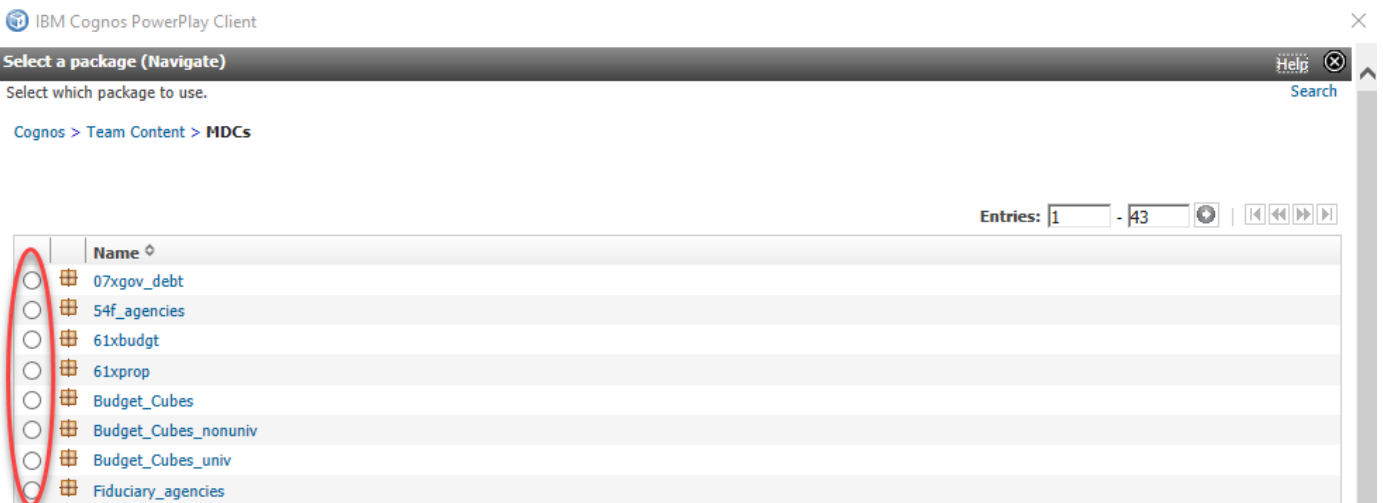 IBM Cognos PowerPlay Client
Select a package (Navigate) Help
Select which package to use. Search
Cognos > Team Content > MDCs
Entries: 1 - 43
Name
07xgov_debt
54f_agencies
61xbudgt
61xprop
Budget_Cubes
Budget_Cubes_nonuniv
Budget_Cubes_univ
Fiduciary_agencies